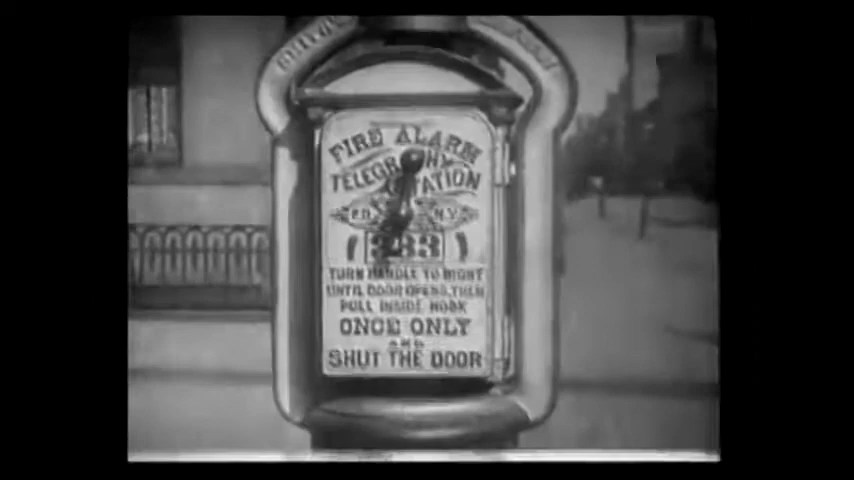 FIRE ALARM
TELEGRAPH STATION
F.D. N.Y.
333
TURN HANDLE TO RIGHT
UNTIL DOOR OPENS, THEN
PULL INSIDE HOOK
ONCE ONLY
AND
SHUT THE DOOR